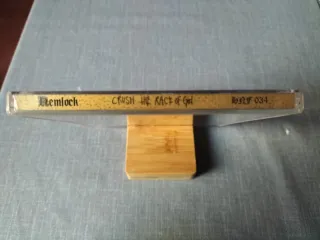 Hemlock CRUSH THE RACE OF God